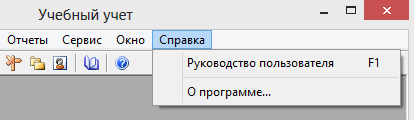 Учебный учет
Отчеты Сервис Окно Справка
Руководство пользователя F1
О программе...